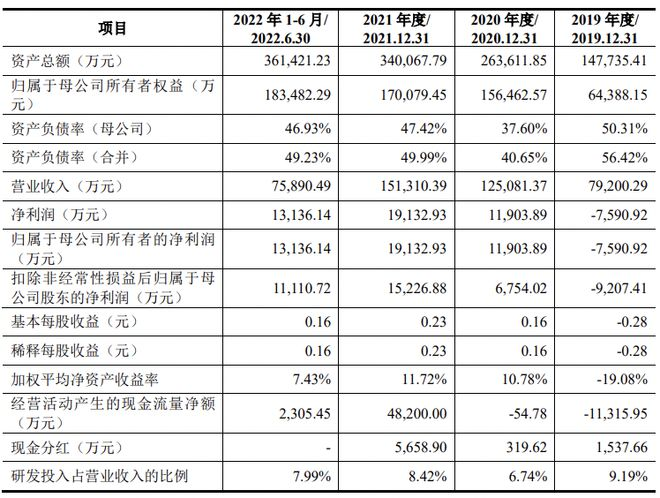 项目 2022 年 1-6 月/ 2021 年度/ 2020 年度/ 2019 年度/
2022.6.30 2021.12.31 2020.12.31 2019.12.31
资产总额（万元） 361,421.23 340,067.79 263,611.85 147,735.41
归属于母公司所有者权益（万
元） 183,482.29 170,079.45 156,462.57 64,388.15
资产负债率（母公司） 46.93% 47.42% 37.60% 50.31%
资产负债率（合并） 49.23% 49.99% 40.65% 56.42%
营业收入（万元） 75,890.49 151,310.39 125,081.37 79,200.29
净利润（万元） 13,136.14 19,132.93 11,903.89 -7,590.92
归属于母公司所有者的净利润
（万元） 13,136.14 19,132.93 11,903.89 -7,590.92
扣除非经常性损益后归属于母
公司股东的净利润（万元） 11,110.72 15,226.88 6,754.02 -9,207.41
基本每股收益（元） 0.16 0.23 0.16 -0.28
稀释每股收益（元） 0.16 0.23 0.16 -0.28
加权平均净资产收益率 7.43% 11.72% 10.78% -19.08%
经营活动产生的现金流量净额
（万元） 2,305.45 48,200.00 -54.78 -11,315.95
现金分红（万元） - 5,658.90 319.62 1,537.66
研发投入占营业收入的比例 7.99% 8.42% 6.74% 9.19%